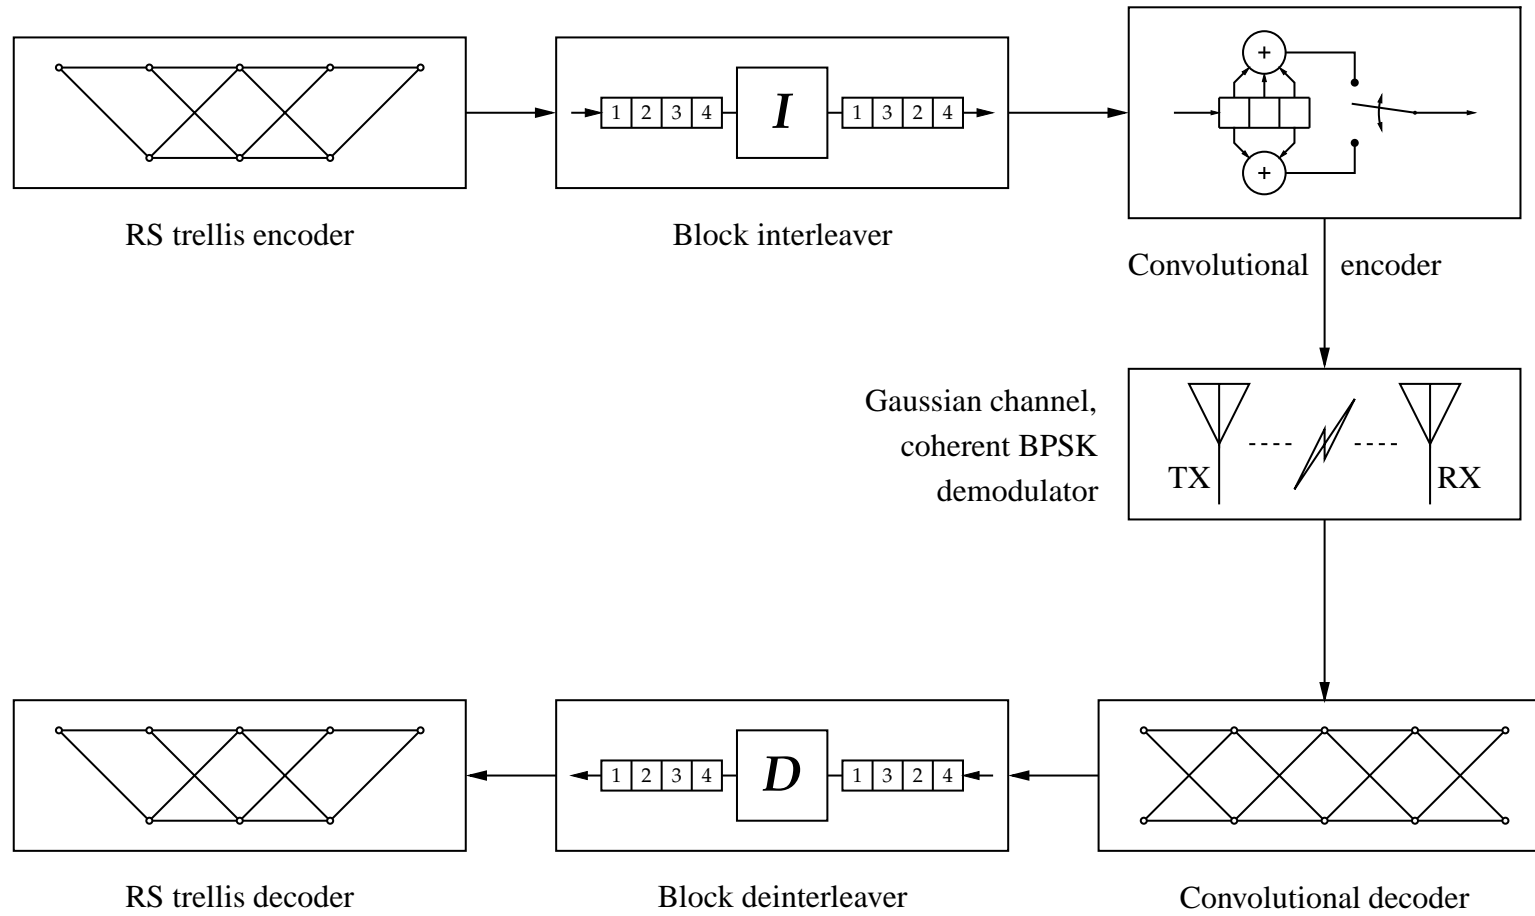 1 2 3 4 I 1 3 2 4
+
+
RS trellis encoder
Block interleaver
Convolutional encoder
Gaussian channel,
coherent BPSK
demodulator
TX RX
1 2 3 4 D 1 3 2 4
RS trellis decoder
Block deinterleaver
Convolutional decoder